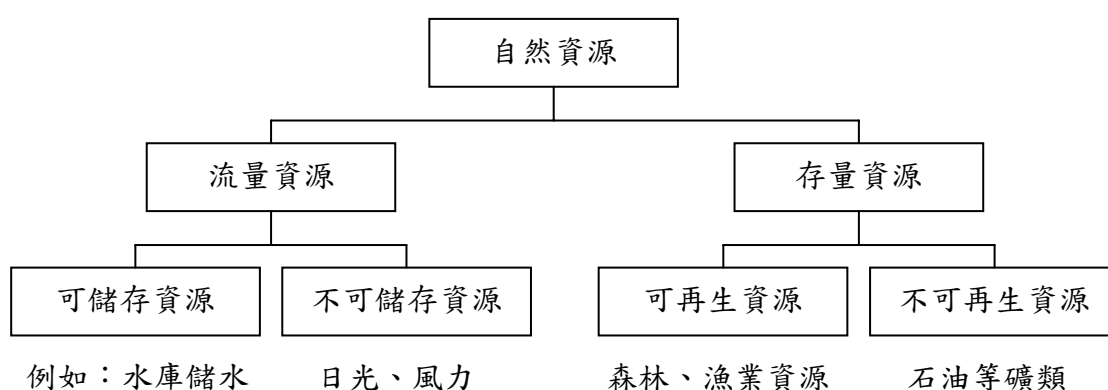 自然資源
流量資源
存量資源
可儲存資源
不可儲存資源
可再生資源
不可再生資源
例如：水庫儲水
日光、風力
森林、漁業資源
石油等礦類